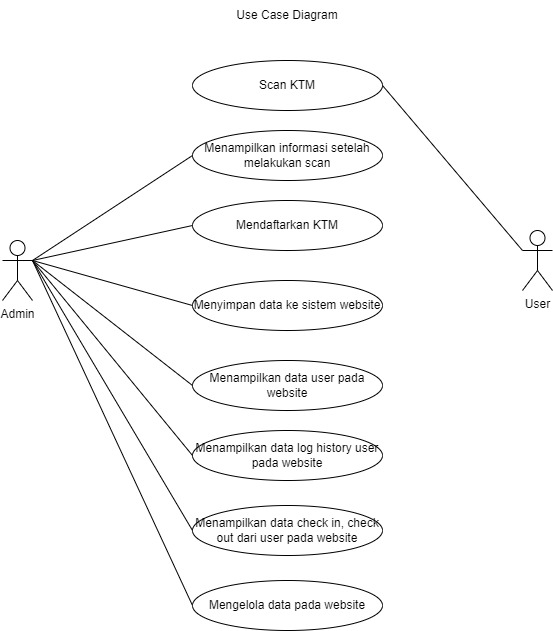 Use Case Diagram
Scan KTM
Menampilkan informasi setelah
melakukan scan
Mendaftarkan KTM
Admin
User
Menyimpan data ke sistem website
Menampilkan data user pada
website
Menampilkan data log history user
pada website
Menampilkan data check in, check
out dari user pada website
Mengelola data pada website